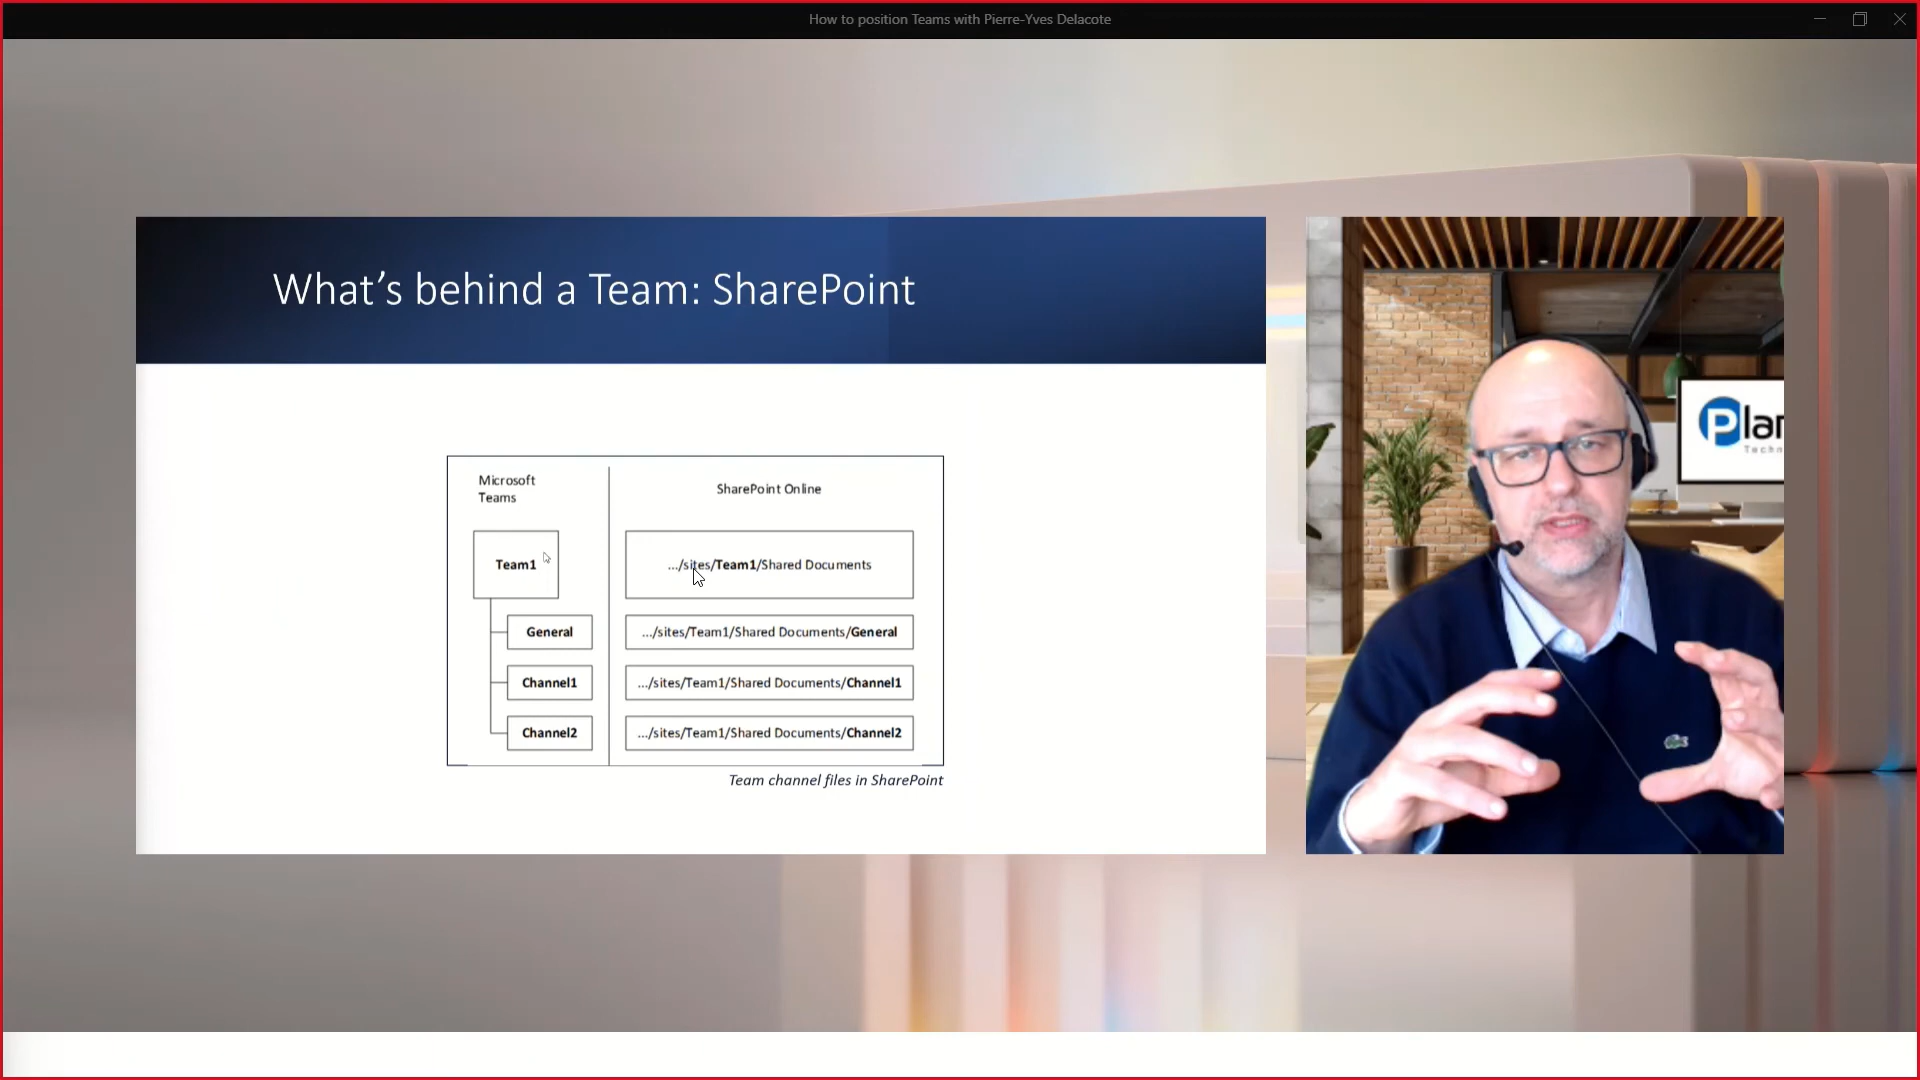 How to position Teams with Pierre-Yves Delacote
What's behind a Team: SharePoint
Microsoft
Teams
SharePoint Online
Team1
.../sites/Team1/Shared Documents
General
.../sites/Team1/Shared Documents/General
Channel1
.../sites/Team1/Shared Documents/Channel1
Channel2
.../sites/Team1/Shared Documents/Channel2
Team channel files in SharePoint